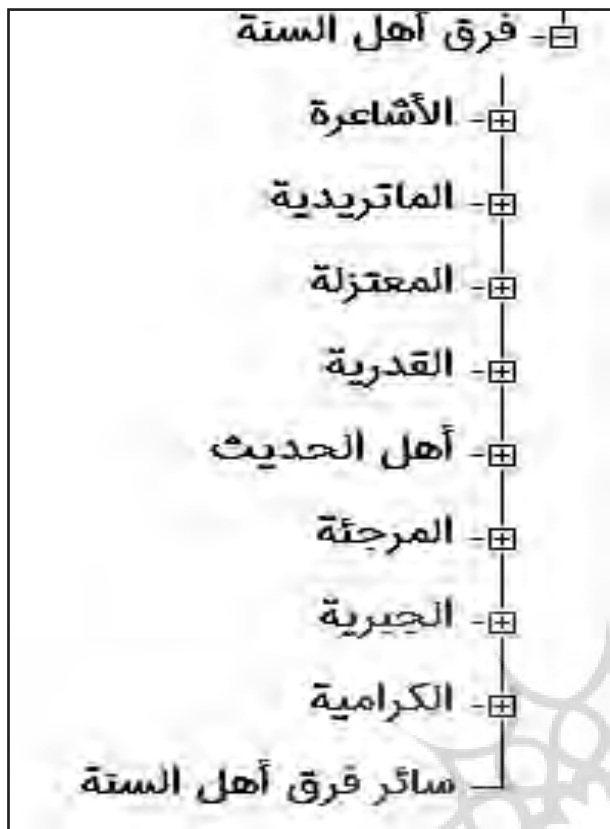 فرق أهل السنة
الأشاعرة
الماتريدية
المعتزلة
القدرية
أهل الحديث
المرجئة
الجبرية
الكرامية
سائر فرق أهل السنة